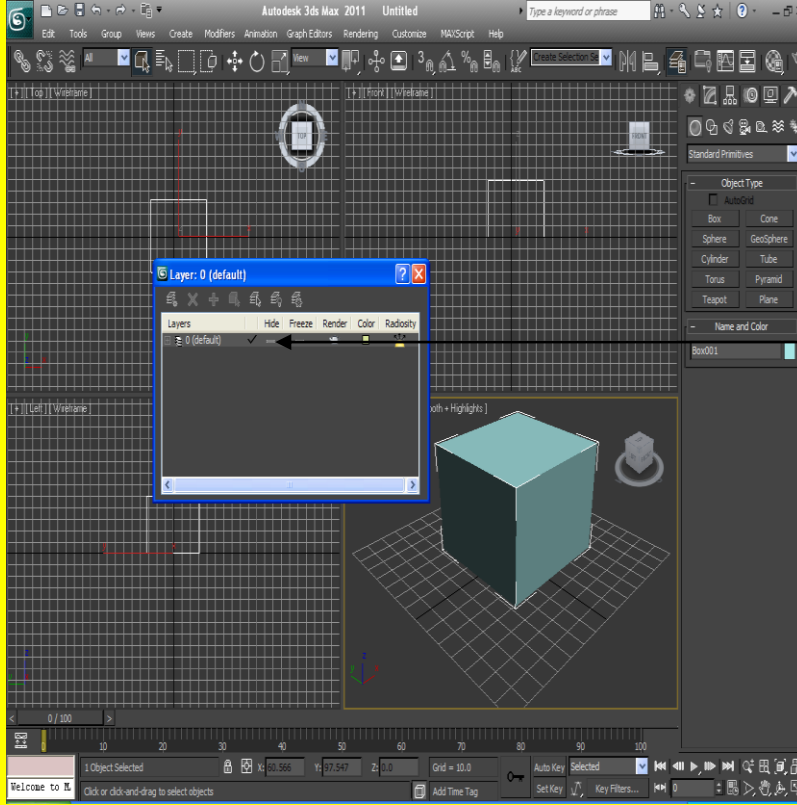 Autodesk 3ds Max 2011 Untitled
Type a keyword or phrase
Edit Tools Group Views Create Modifiers Animation Graph Editors Rendering Customize MAXScript Help
All
View
3
Create Selection Se
[ + ] [ Top ] [ Wireframe ]
[ + ] [ Front ] [ Wireframe ]
TOP
FRONT
Standard Primitives
Object Type
AutoGrid
Box Cone
Sphere GeoSphere
Cylinder Tube
Torus Pyramid
Teapot Plane
Name and Color
Box001
Layer: 0 (default)
Layers Hide Freeze Render Color Radiosity
0 (default)
[ + ] [ Left ] [ Wireframe
oth + Highlights ]
0 / 100
0 10 20 30 40 50 60 70 80 90 100
1 Object Selected
X: 60.566 Y: 97.547 Z: 0.0
Grid = 10.0
Auto Key Selected
Welcome to M
Click or click-and-drag to select objects
Add Time Tag
Set Key
Key Filters...
0